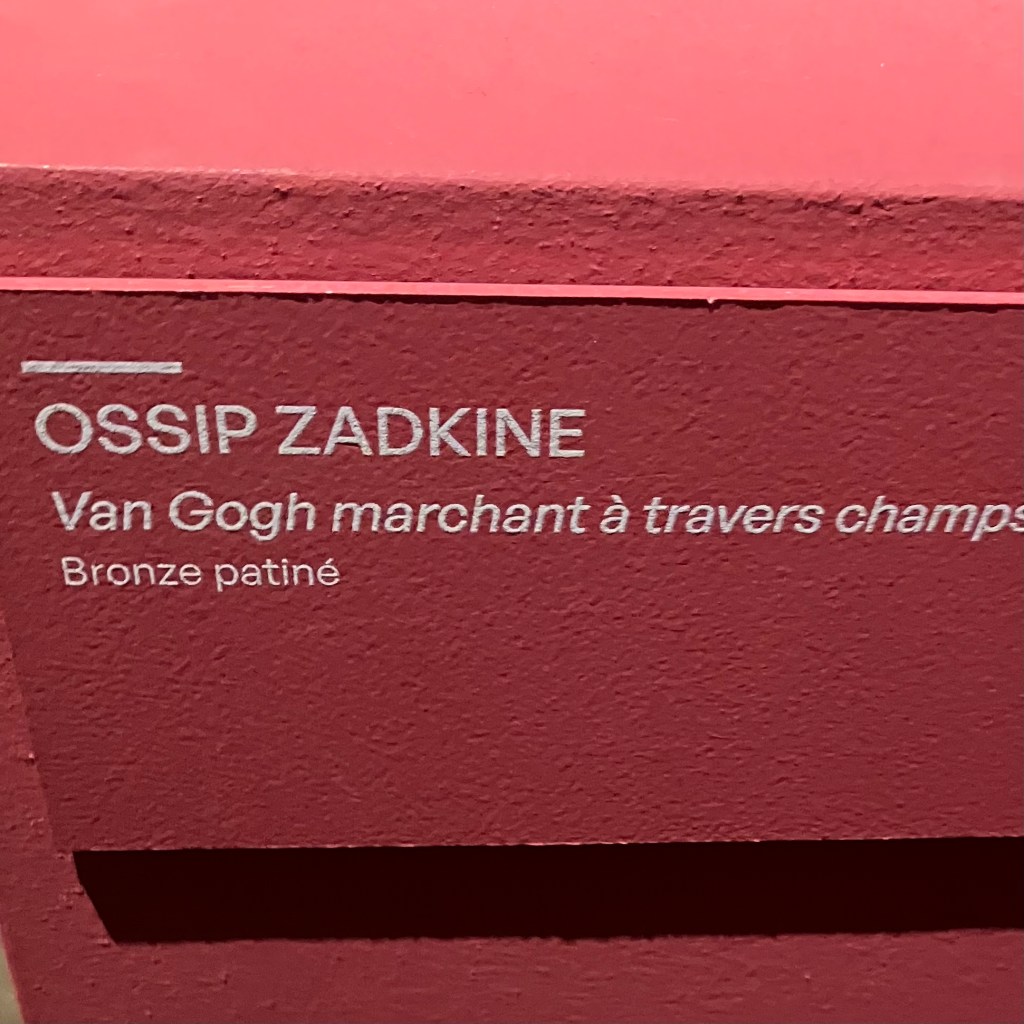 OSSIP ZADKINE
Van Gogh marchant à travers champs
Bronze patiné